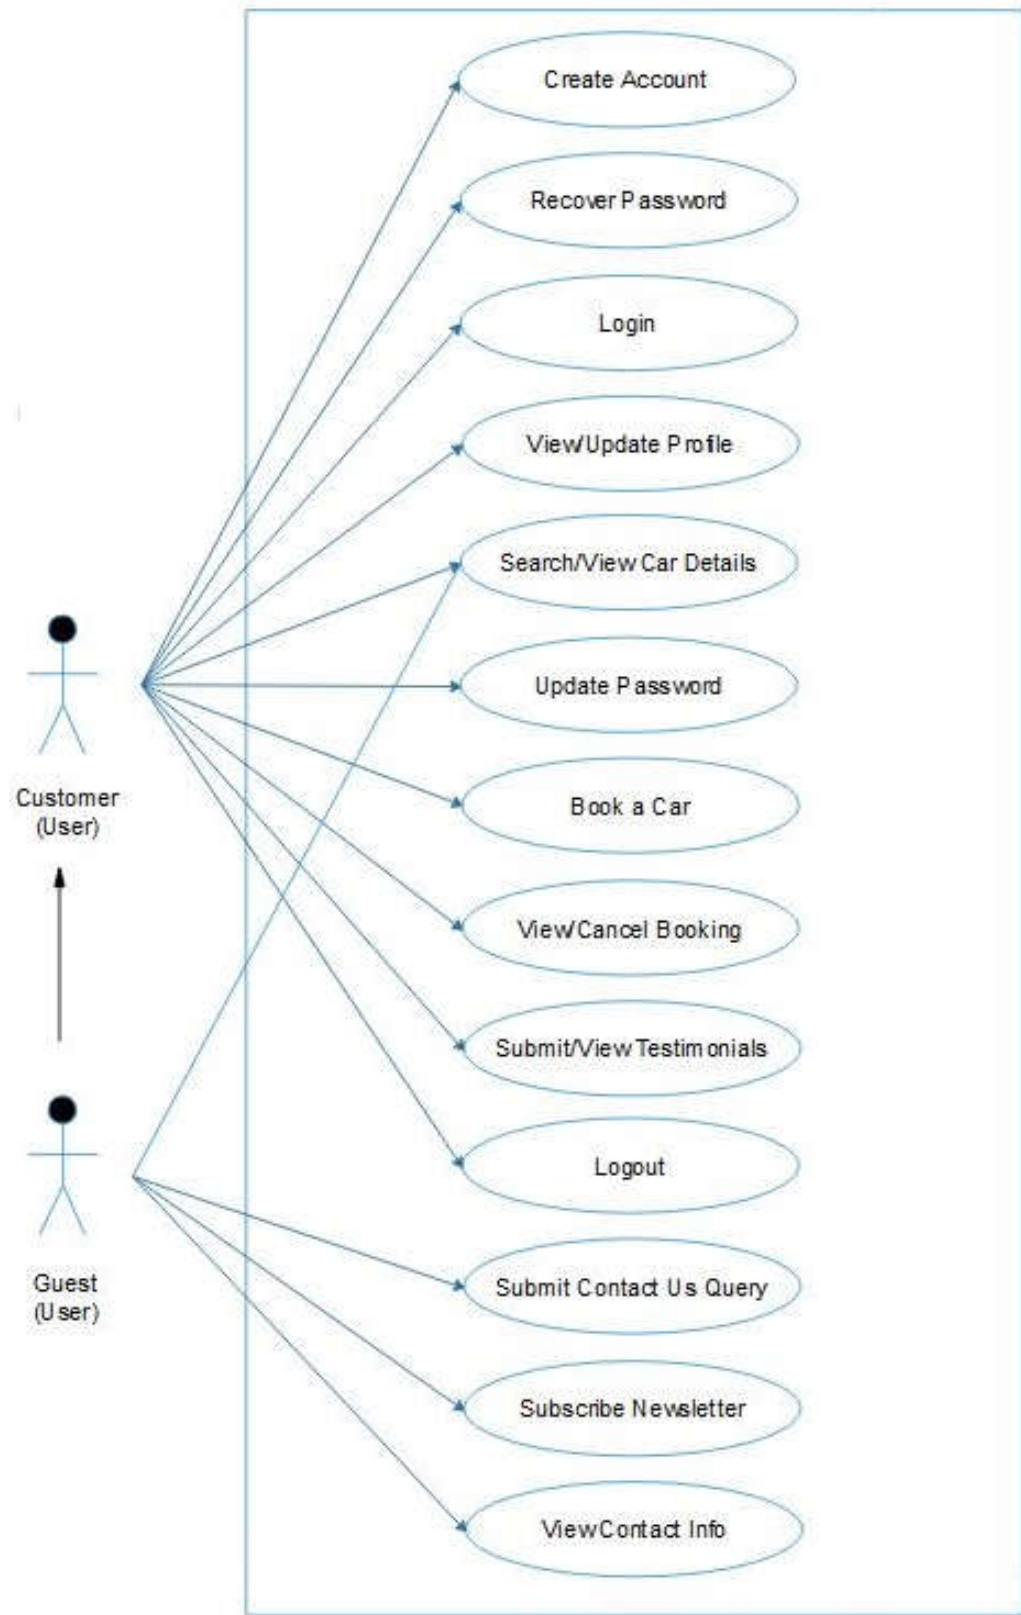 Create Account
Recover Password
Login
View/Update Profile
Search/View Car Details
Update Password
Customer
(User)
Book a Car
View/Cancel Booking
Submit/View Testimonials
Logout
Guest
(User)
Submit Contact Us Query
Subscribe Newsletter
View Contact Info